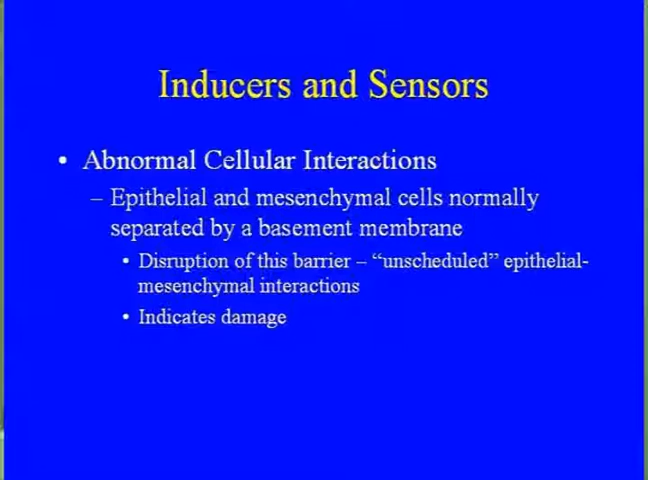 Inducers and Sensors
• Abnormal Cellular Interactions
– Epithelial and mesenchymal cells normally
separated by a basement membrane
• Disruption of this barrier – “unscheduled” epithelial-
mesenchymal interactions
• Indicates damage